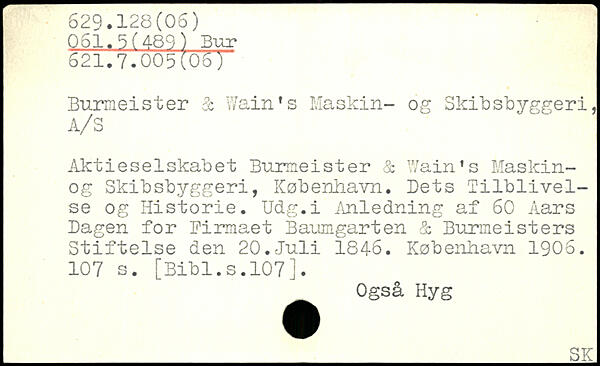 629.128(06)
061.5(489) Bur
621.7.005(06)
Burmeister & Wain's Maskin- og Skibsbyggeri,
A/S
Aktieselskabet Burmeister & Wain's Maskin-
og Skibsbyggeri, København. Dets Tilblivel-
se og Historie. Udg.i Anledning af 60 Aars
Dagen for Firmaet Baumgarten & Burmeisters
Stiftelse den 20.Juli 1846. København 1906.
107 s. [Bibl.s.107].
Også Hyg
SK